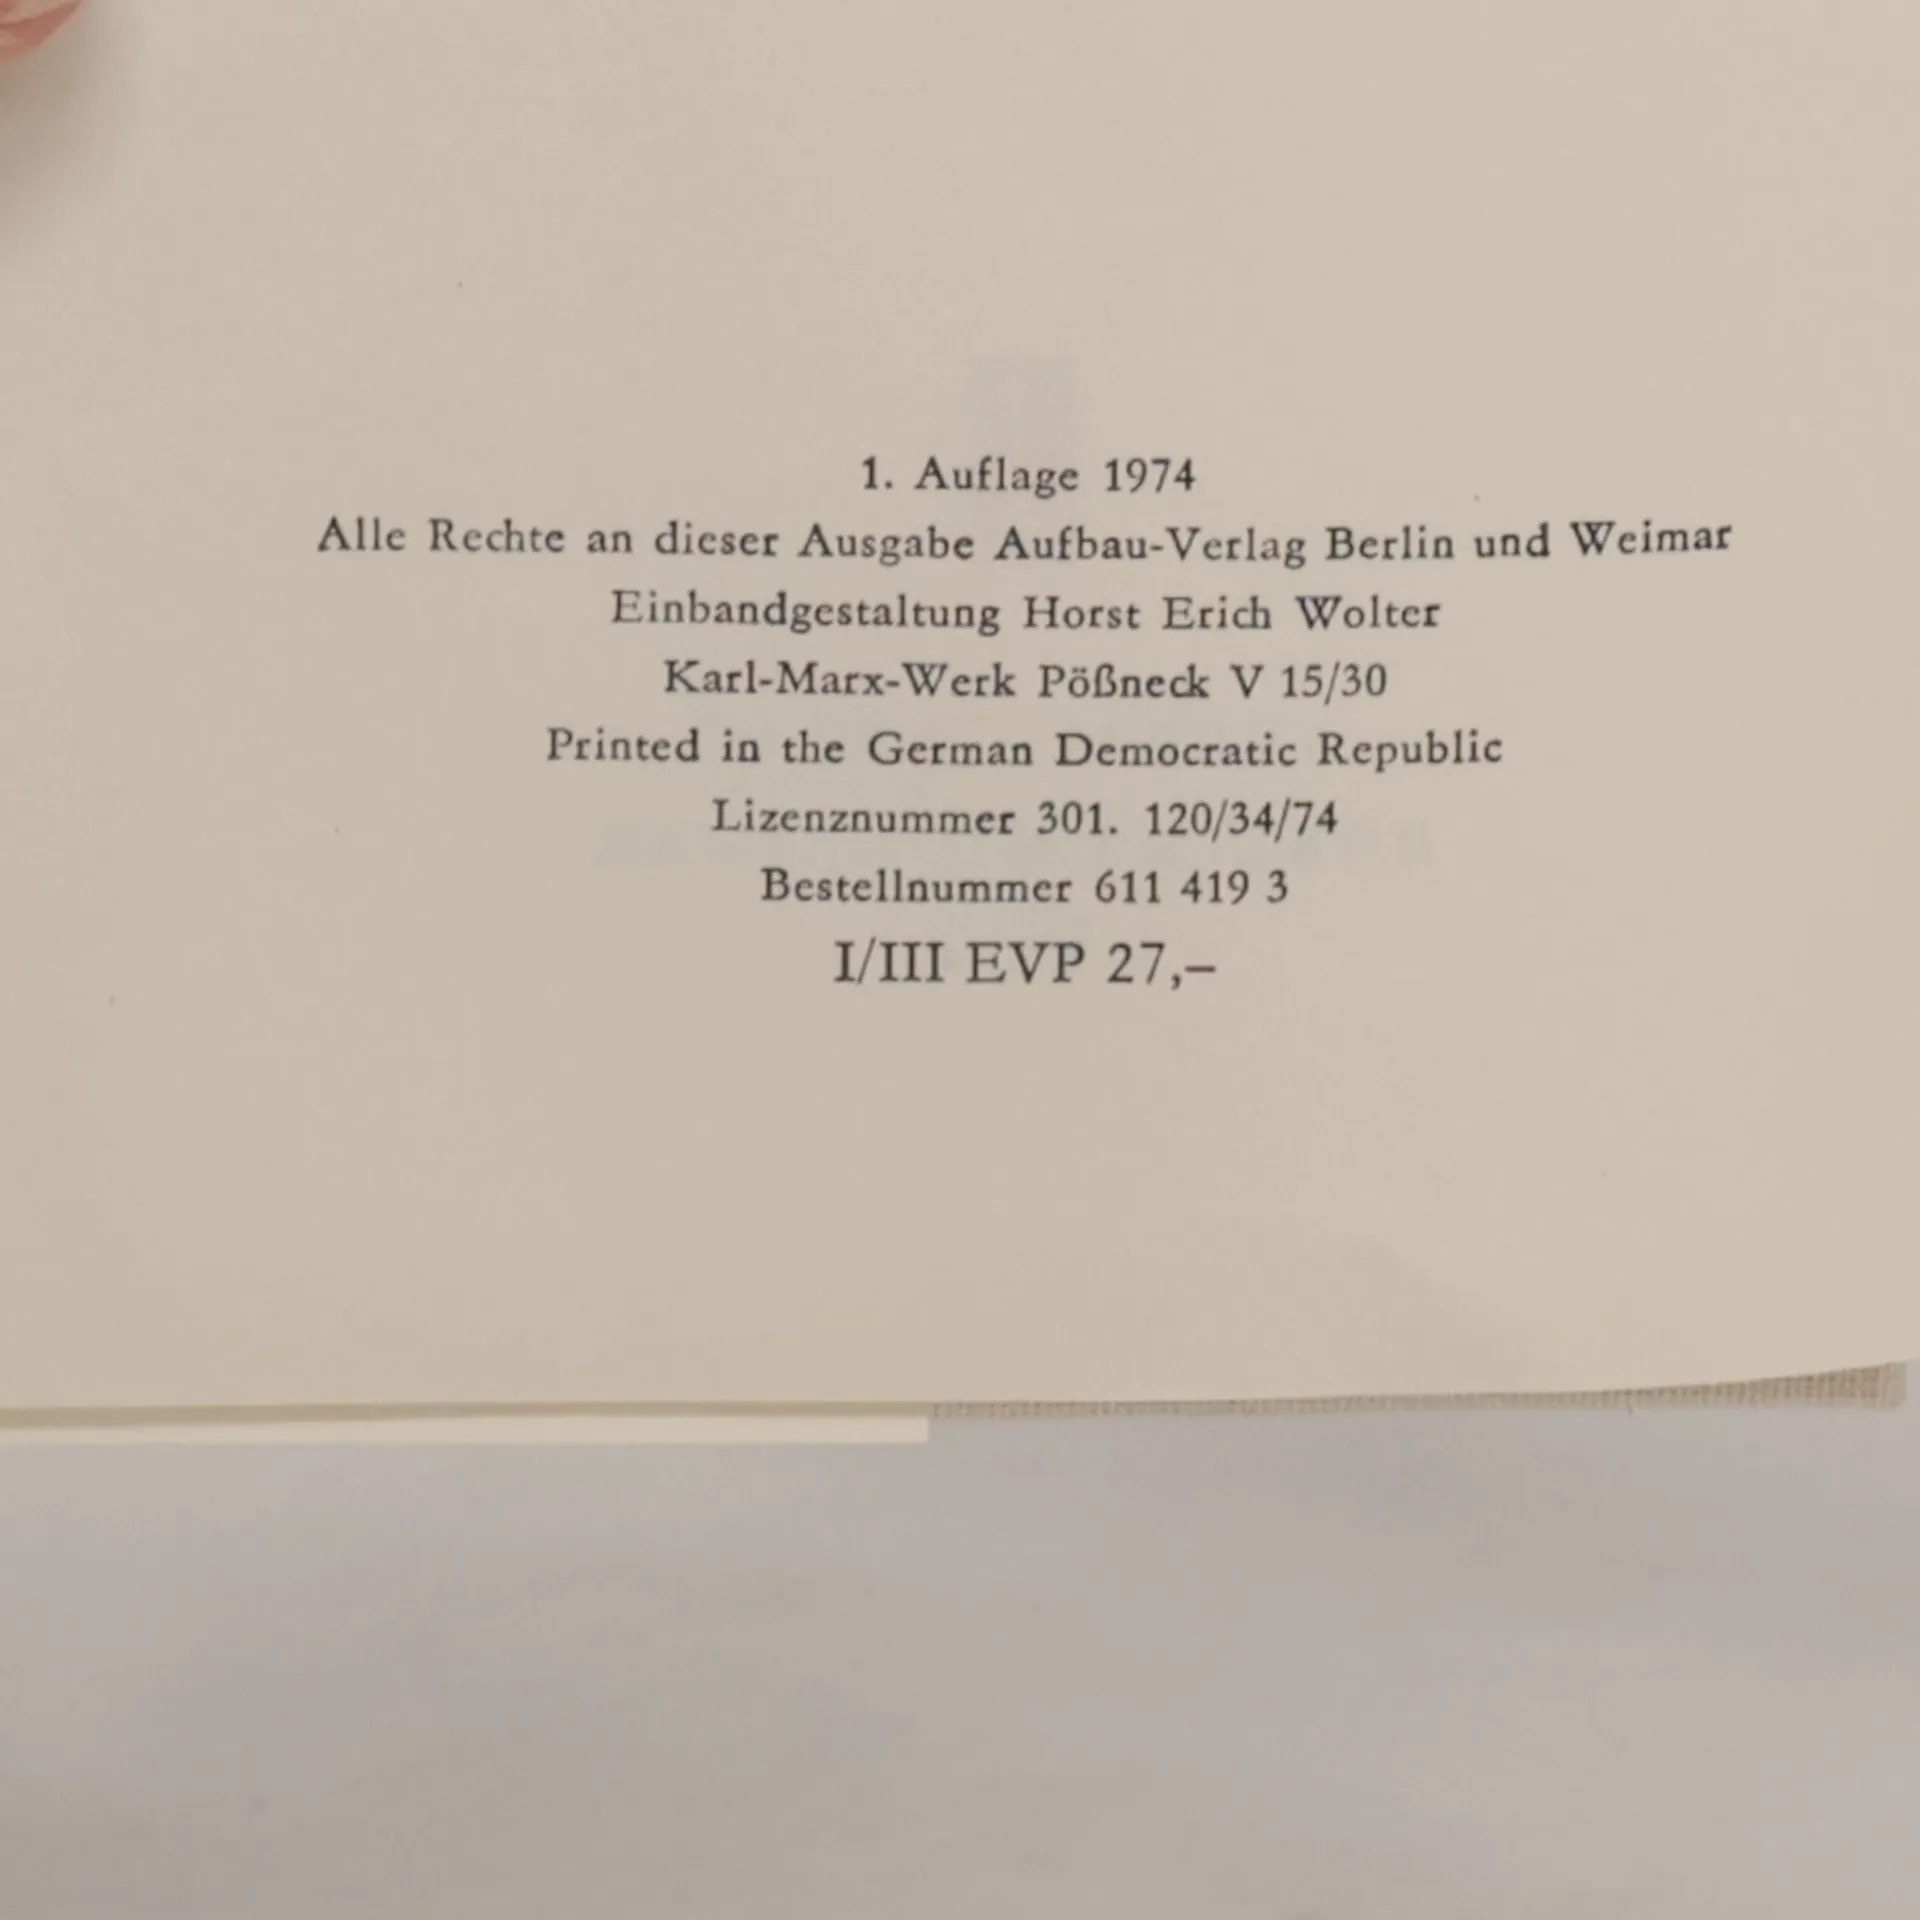 1. Auflage 1974
Alle Rechte an dieser Ausgabe Aufbau-Verlag Berlin und Weimar
Einbandgestaltung Horst Erich Wolter
Karl-Marx-Werk Pößneck V 15/30
Printed in the German Democratic Republic
Lizenznummer 301. 120/34/74
Bestellnummer 611 419 3
I/III EVP 27,–